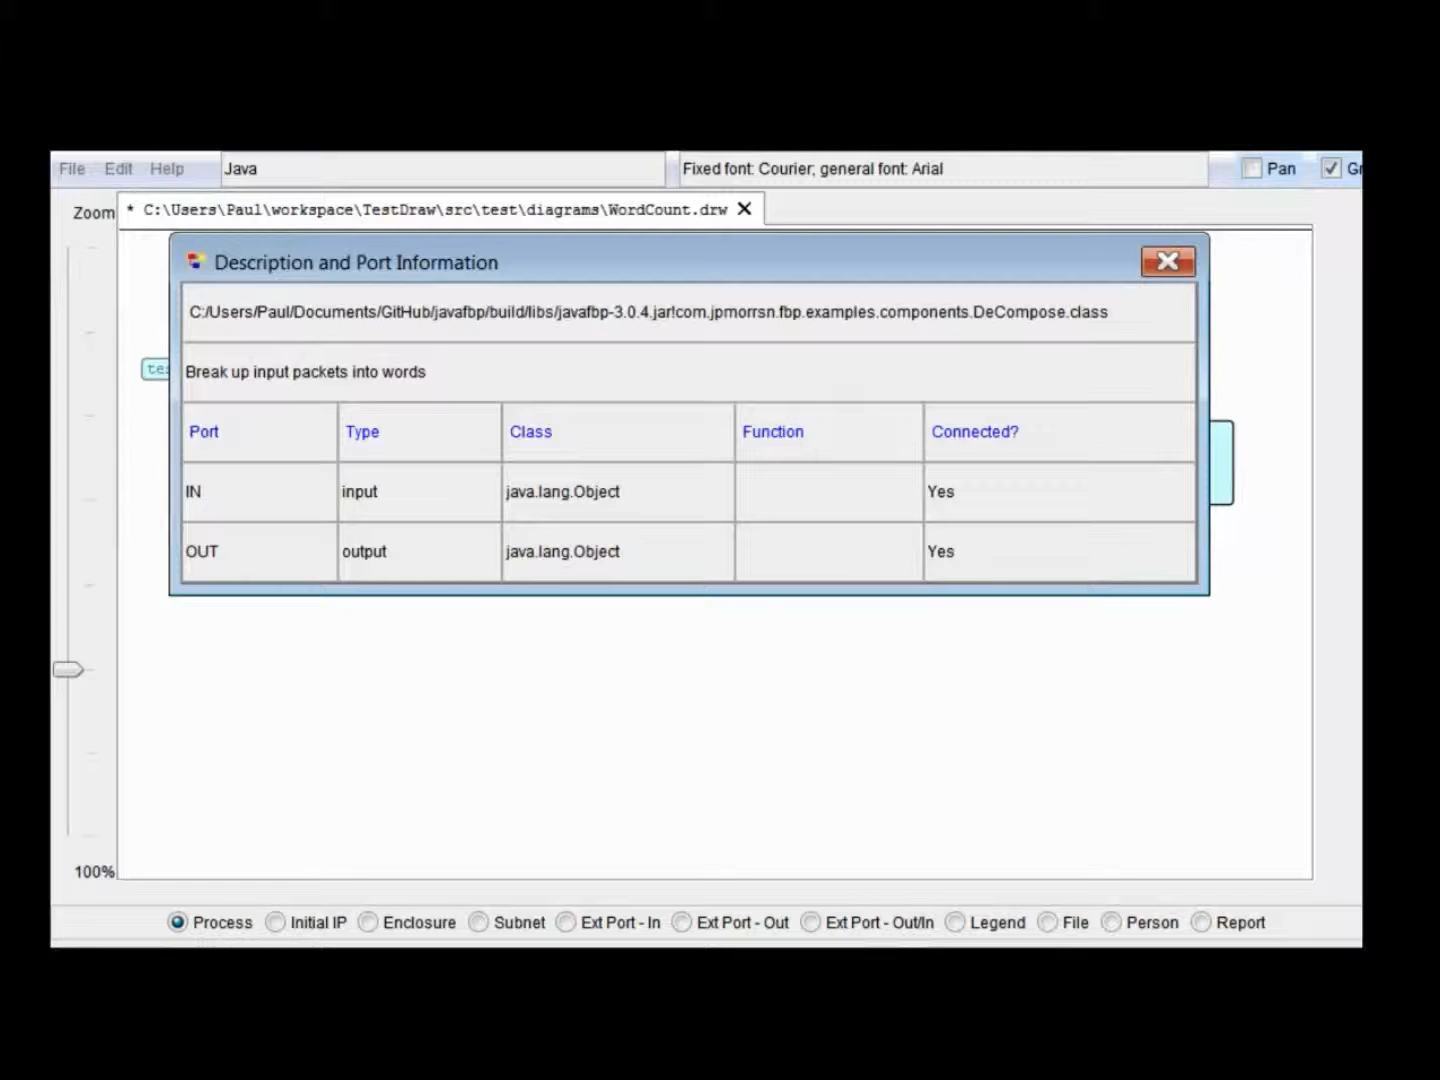 File Edit Help Java Fixed font: Courier; general font: Arial Pan
Zoom * C:\Users\Paul\workspace\TestDraw\src\test\diagrams\WordCount.drw
Description and Port Information
C:/Users/Paul/Documents/GitHub/javafbp/build/libs/javafbp-3.0.4.jar!com.jpmorrsn.fbp.examples.components.DeCompose.class
Break up input packets into words
Port Type Class Function Connected?
IN input java.lang.Object Yes
OUT output java.lang.Object Yes
100%
Process Initial IP Enclosure Subnet Ext Port - In Ext Port - Out Ext Port - Out/In Legend File Person Report